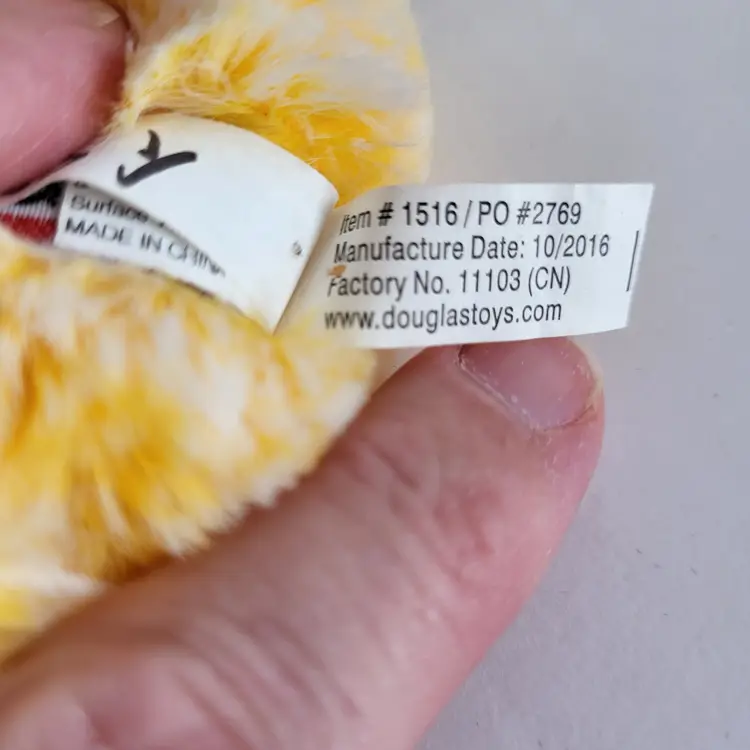 Surface
MADE IN CHINA
Item # 1516 / PO #2769
Manufacture Date: 10/2016
Factory No. 11103 (CN)
www.douglastoys.com